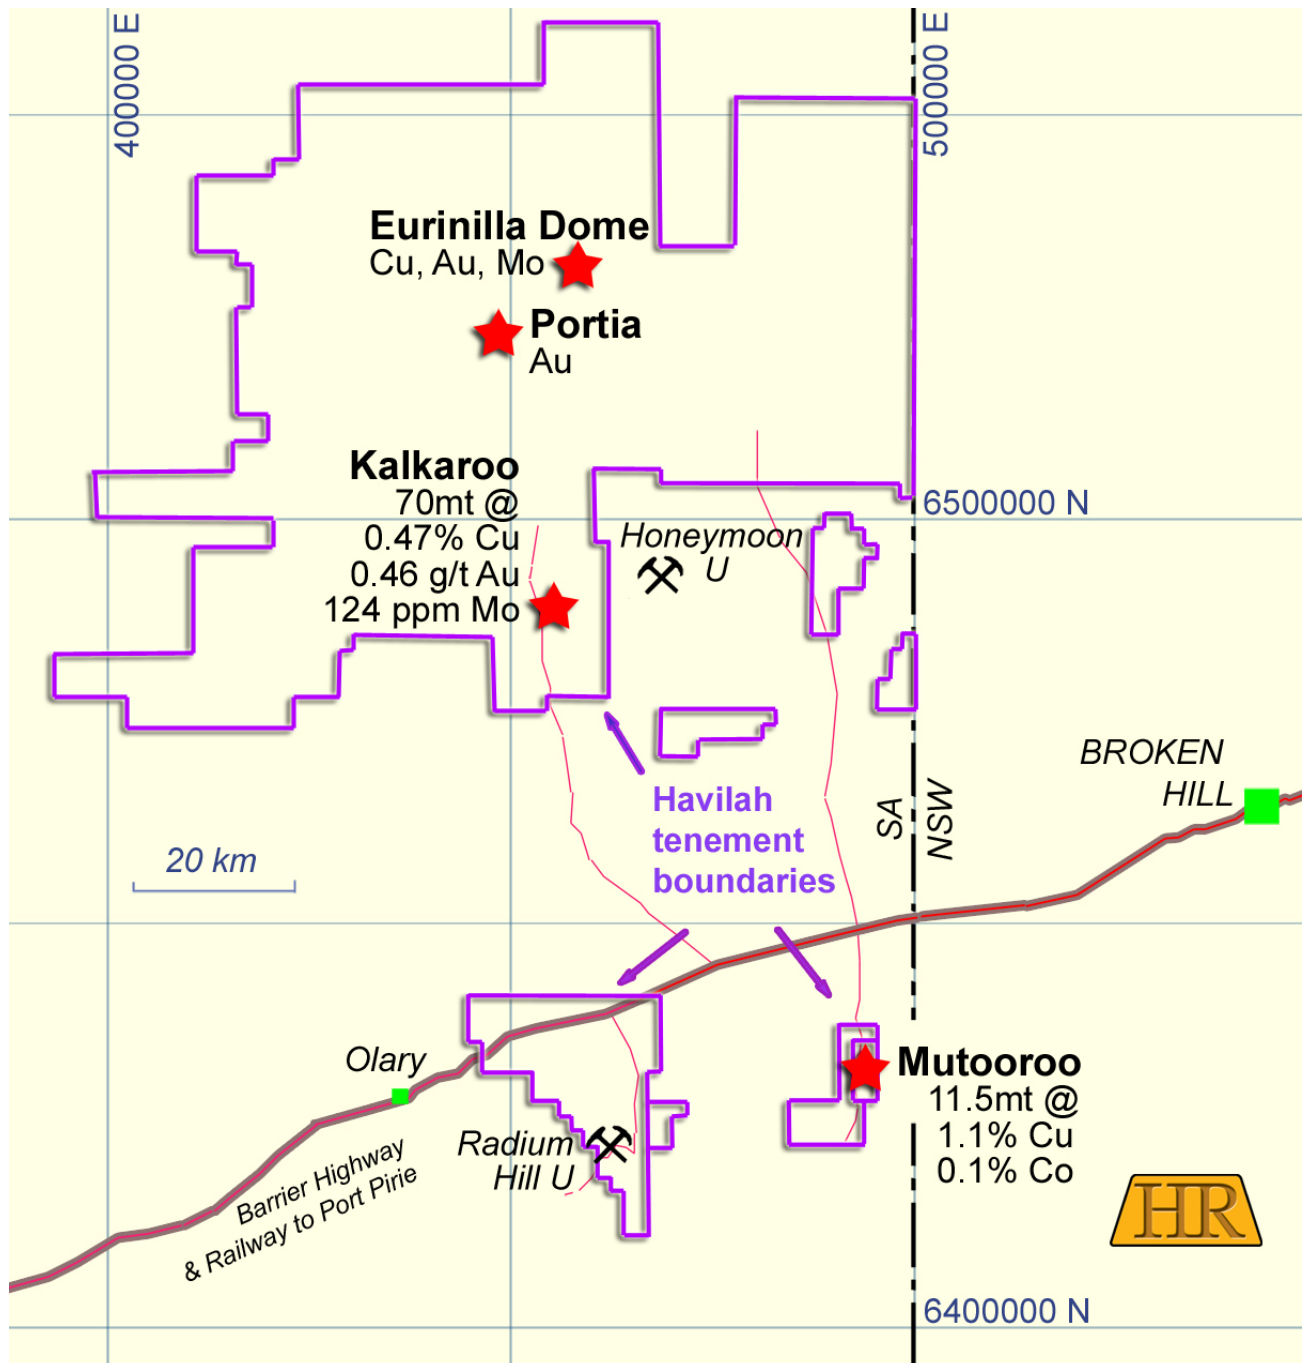 400000 E
500000 E
Eurinilla Dome
Cu, Au, Mo
Portia
Au
Kalkaroo
70mt @
0.47% Cu
0.46 g/t Au
124 ppm Mo
6500000 N
Honeymoon
U
BROKEN
HILL
Havilah
tenement
boundaries
SA
NSW
20 km
Olary
Mutooroo
11.5mt @
1.1% Cu
0.1% Co
Radium
Hill U
Barrier Highway
& Railway to Port Pirie
HR
6400000 N